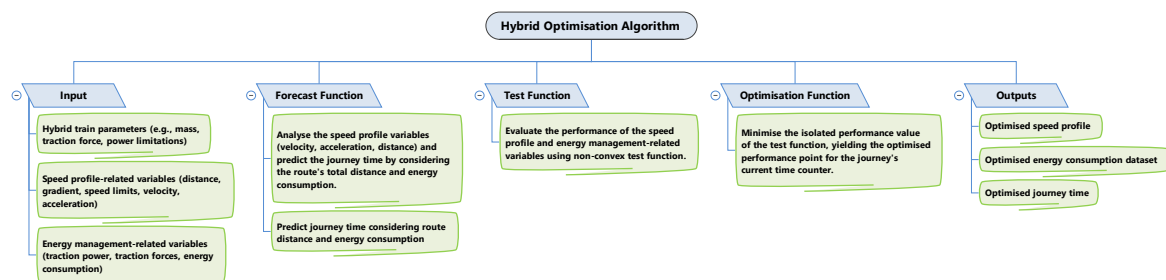 Hybrid Optimisation Algorithm
Input
Hybrid train parameters (e.g., mass,
traction force, power limitations)
Speed profile-related variables (distance,
gradient, speed limits, velocity,
acceleration)
Energy management-related variables
(traction power, traction forces, energy
consumption)
Forecast Function
Analyse the speed profile variables
(velocity, acceleration, distance) and
predict the journey time by considering
the route's total distance and energy
consumption.
Predict journey time considering route
distance and energy consumption
Test Function
Evaluate the performance of the speed
profile and energy management-related
variables using non-convex test function.
Optimisation Function
Minimise the isolated performance value
of the test function, yielding the optimised
performance point for the journey's
current time counter.
Outputs
Optimised speed profile
Optimised energy consumption dataset
Optimised journey time